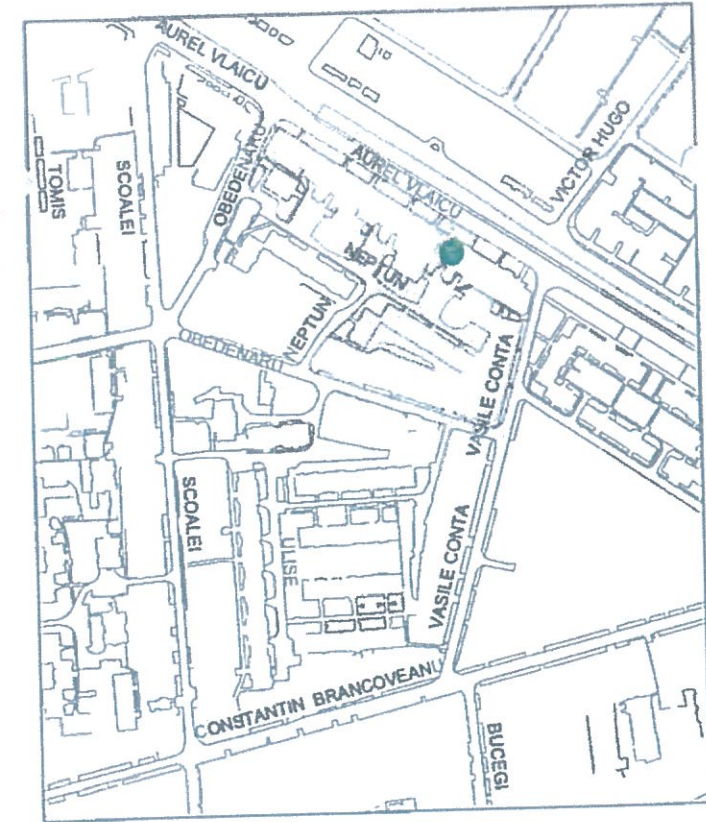 AUREL VLAICU
VICTOR HUGO
OBEDENARU
AUREL VLAICU
SCOALEI
TOMIS
NEPTUN
NEPTUN
OBEDENARU
VASILE CONTA
SCOALEI
ULISE
VASILE CONTA
CONSTANTIN BRANCOVEANU
BUCEGI